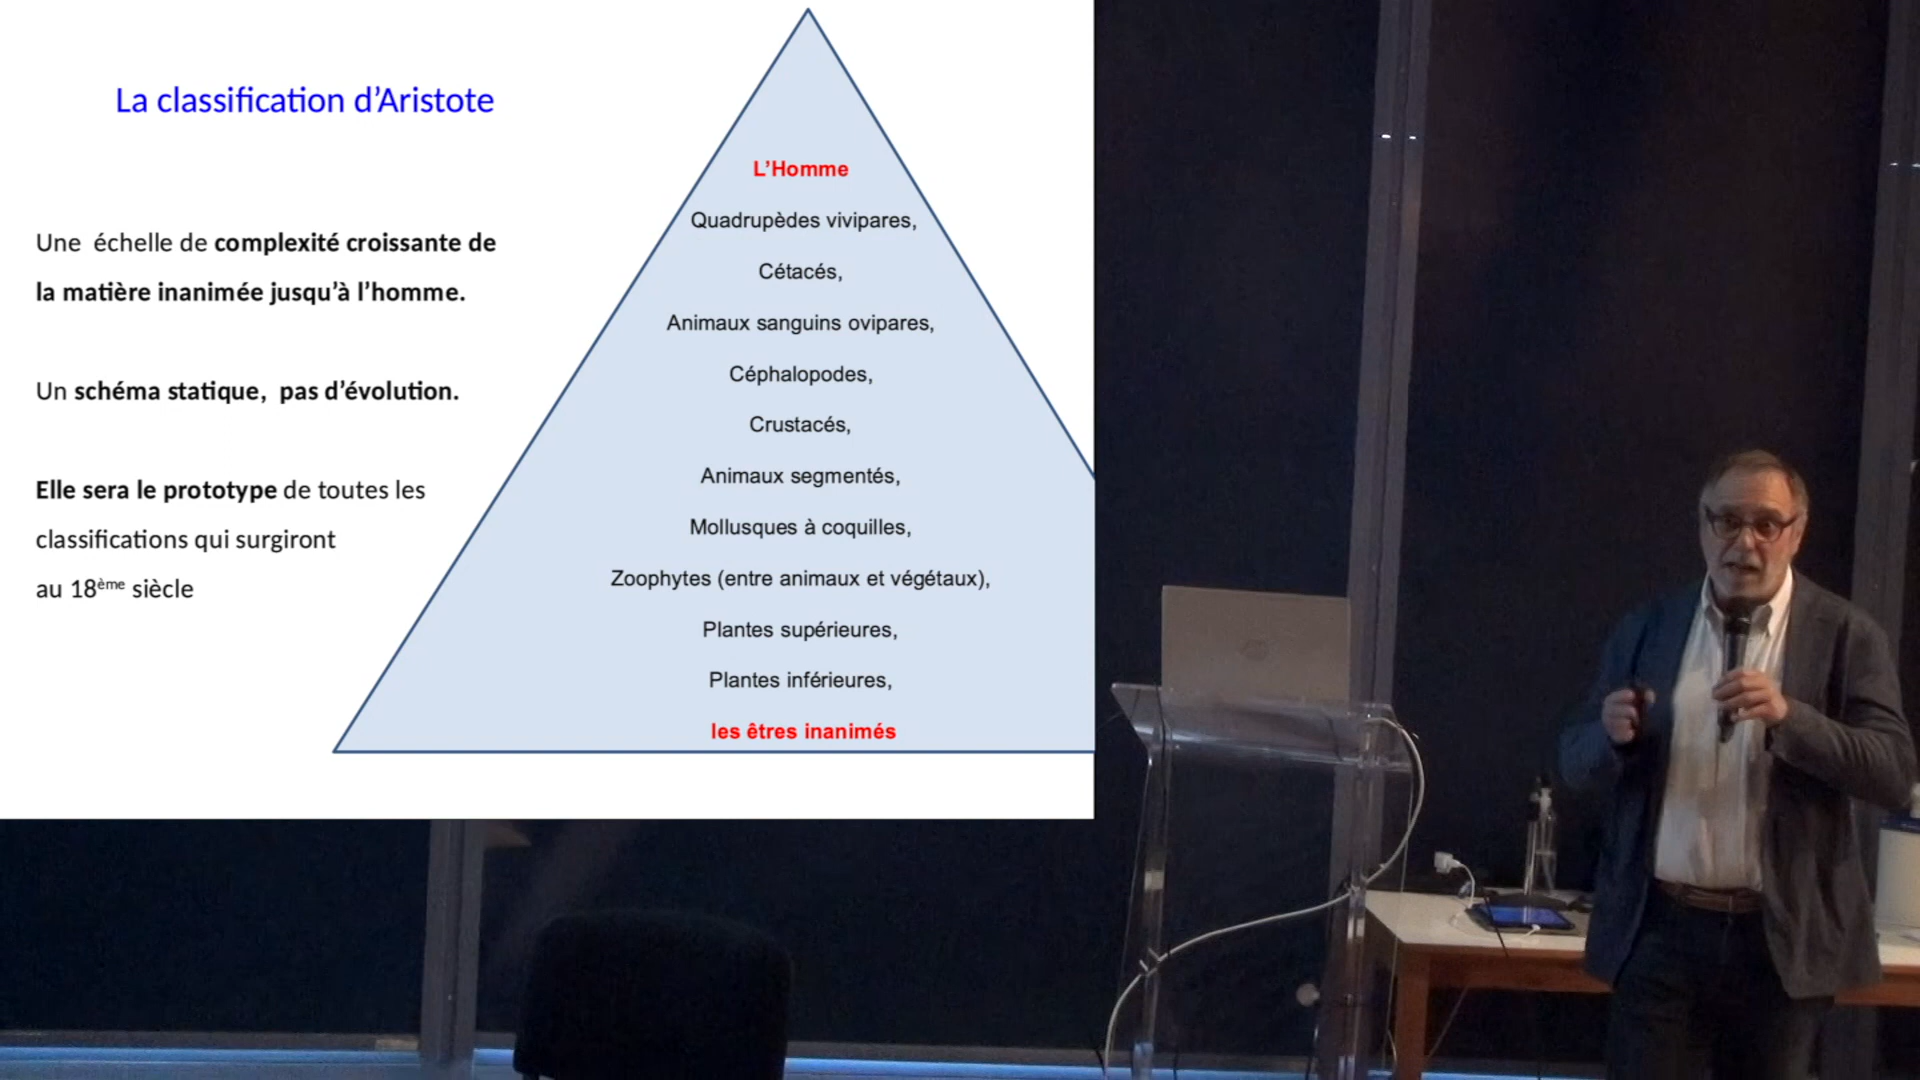 La classification d’Aristote
Une  échelle de complexité croissante de
la matière inanimée jusqu’à l’homme.
Un schéma statique,  pas d’évolution.
Elle sera le prototype de toutes les
classifications qui surgiront
au 18ème siècle
L’Homme
Quadrupèdes vivipares,
Cétacés,
Animaux sanguins ovipares,
Céphalopodes,
Crustacés,
Animaux segmentés,
Mollusques à coquilles,
Zoophytes (entre animaux et végétaux),
Plantes supérieures,
Plantes inférieures,
les êtres inanimés